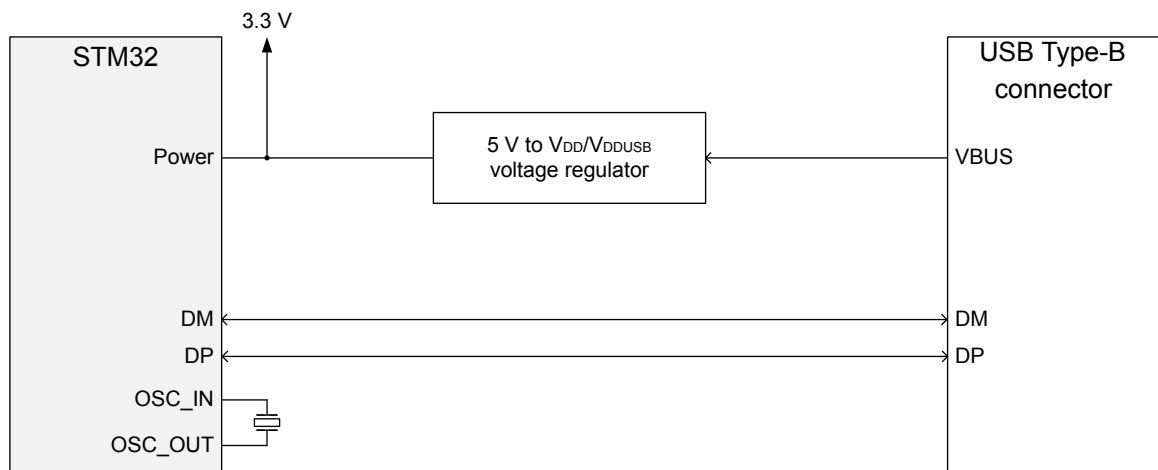 3.3 V
STM32
USB Type-B
connector
5 V to VDD/VDDUSB
voltage regulator
Power
VBUS
DM
DM
DP
DP
OSC_IN
OSC_OUT